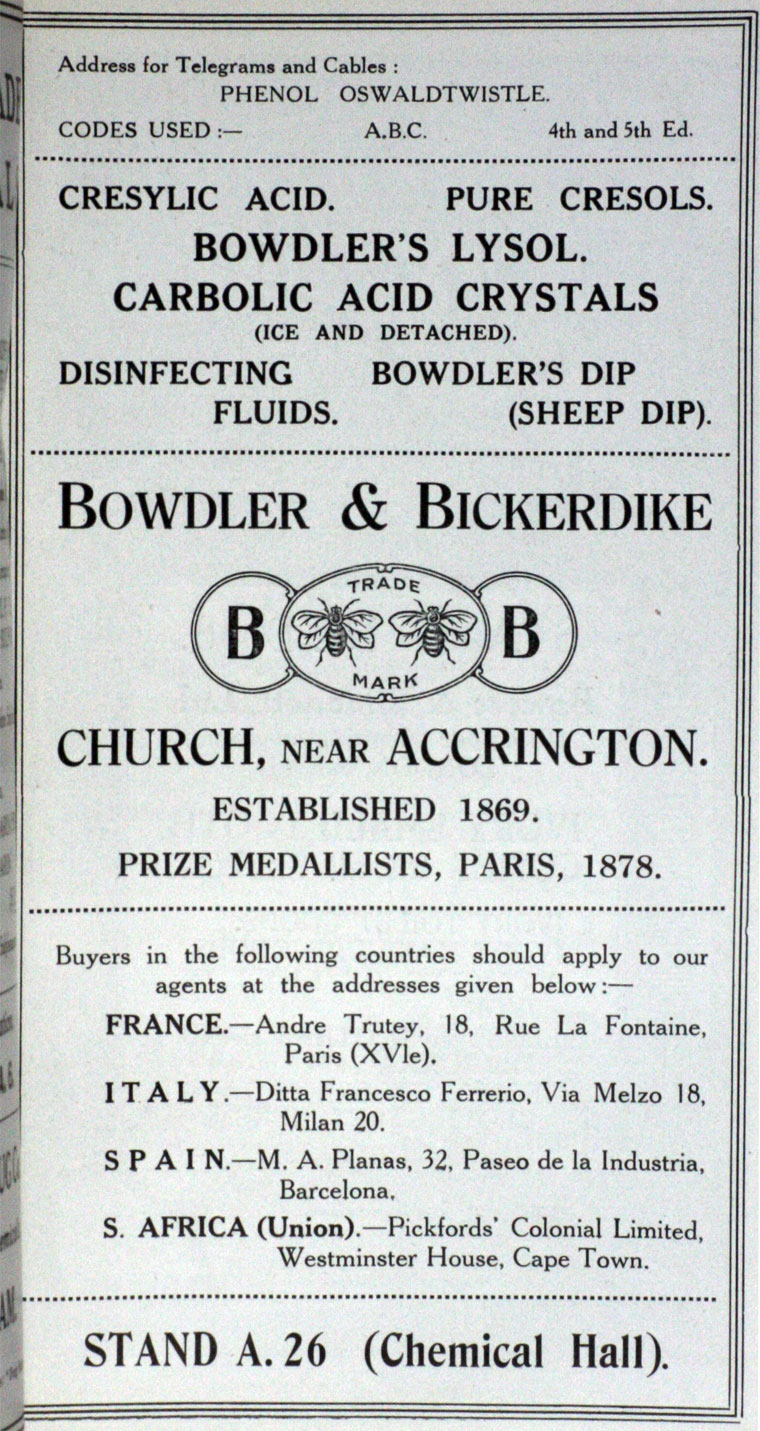 Address for Telegrams and Cables :
PHENOL OSWALDTWISTLE.
CODES USED :— A.B.C. 4th and 5th Ed.
CRESYLIC ACID. PURE CRESOLS.
BOWDLER'S LYSOL.
CARBOLIC ACID CRYSTALS
(ICE AND DETACHED).
DISINFECTING BOWDLER'S DIP
FLUIDS. (SHEEP DIP).
BOWDLER & BICKERDIKE
TRADE
B B
MARK
CHURCH, NEAR ACCRINGTON.
ESTABLISHED 1869.
PRIZE MEDALLISTS, PARIS, 1878.
Buyers in the following countries should apply to our
agents at the addresses given below :—
FRANCE.—Andre Trutey, 18, Rue La Fontaine,
Paris (XVIe).
ITALY.—Ditta Francesco Ferrerio, Via Melzo 18,
Milan 20.
SPAIN.—M. A. Planas, 32, Paseo de la Industria,
Barcelona.
S. AFRICA (Union).—Pickfords' Colonial Limited,
Westminster House, Cape Town.
STAND A. 26 (Chemical Hall).